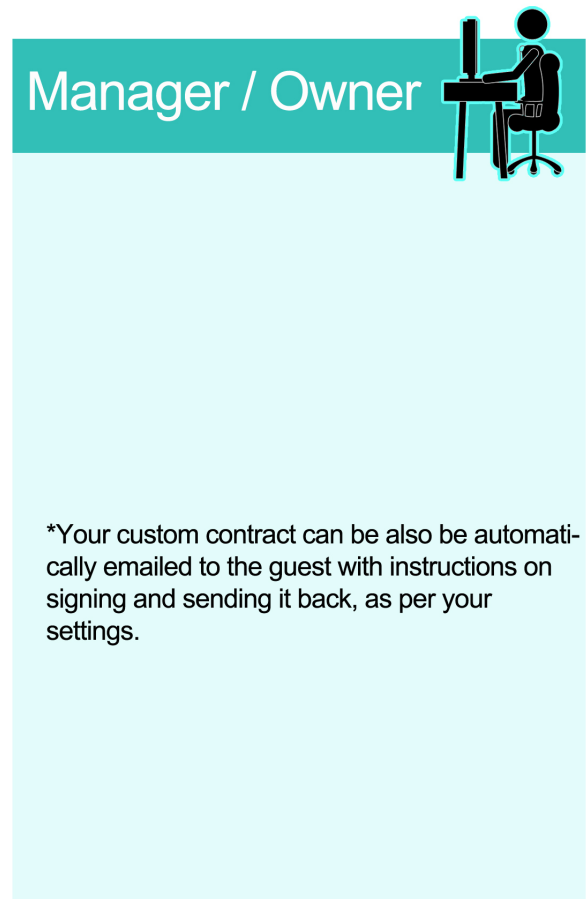 Manager / Owner
*Your custom contract can be also be automati-
cally emailed to the guest with instructions on
signing and sending it back, as per your
settings.